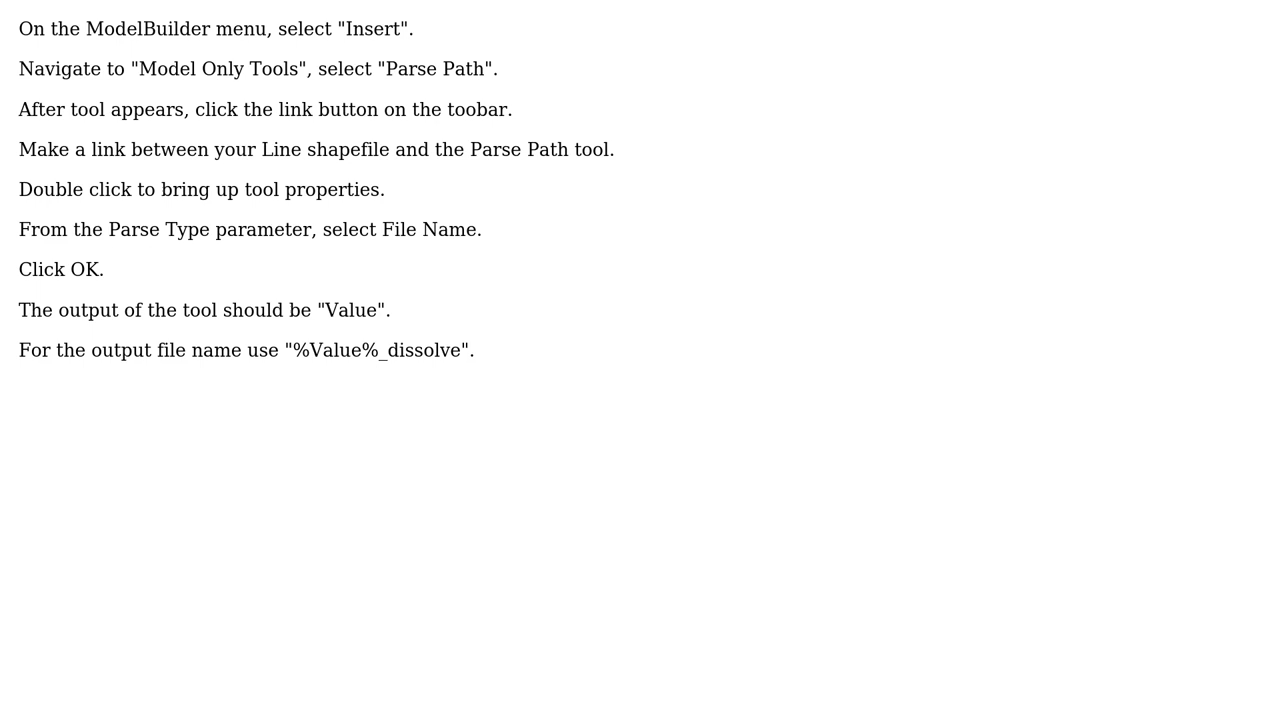 On the ModelBuilder menu, select "Insert".
Navigate to "Model Only Tools", select "Parse Path".
After tool appears, click the link button on the toobar.
Make a link between your Line shapefile and the Parse Path tool.
Double click to bring up tool properties.
From the Parse Type parameter, select File Name.
Click OK.
The output of the tool should be "Value".
For the output file name use "%Value%_dissolve".